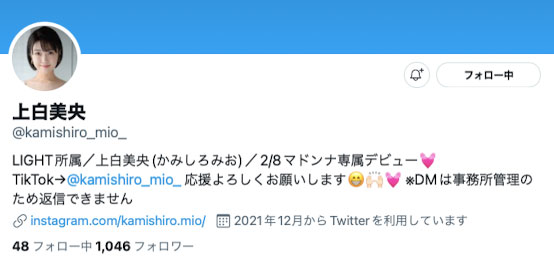 フォロー中
上白美央
@kamishiro_mio_
LIGHT所属／上白美央(かみしろみお)／2/8マドンナ専属デビュー💓
TikTok→@kamishiro_mio_ 応援よろしくお願いします😁🙌🏻💓 ※DMは事務所管理の
ため返信できません
instagram.com/kamishiro.mio/ 2021年12月からTwitterを利用しています
48 フォロー中 1,046 フォロワー